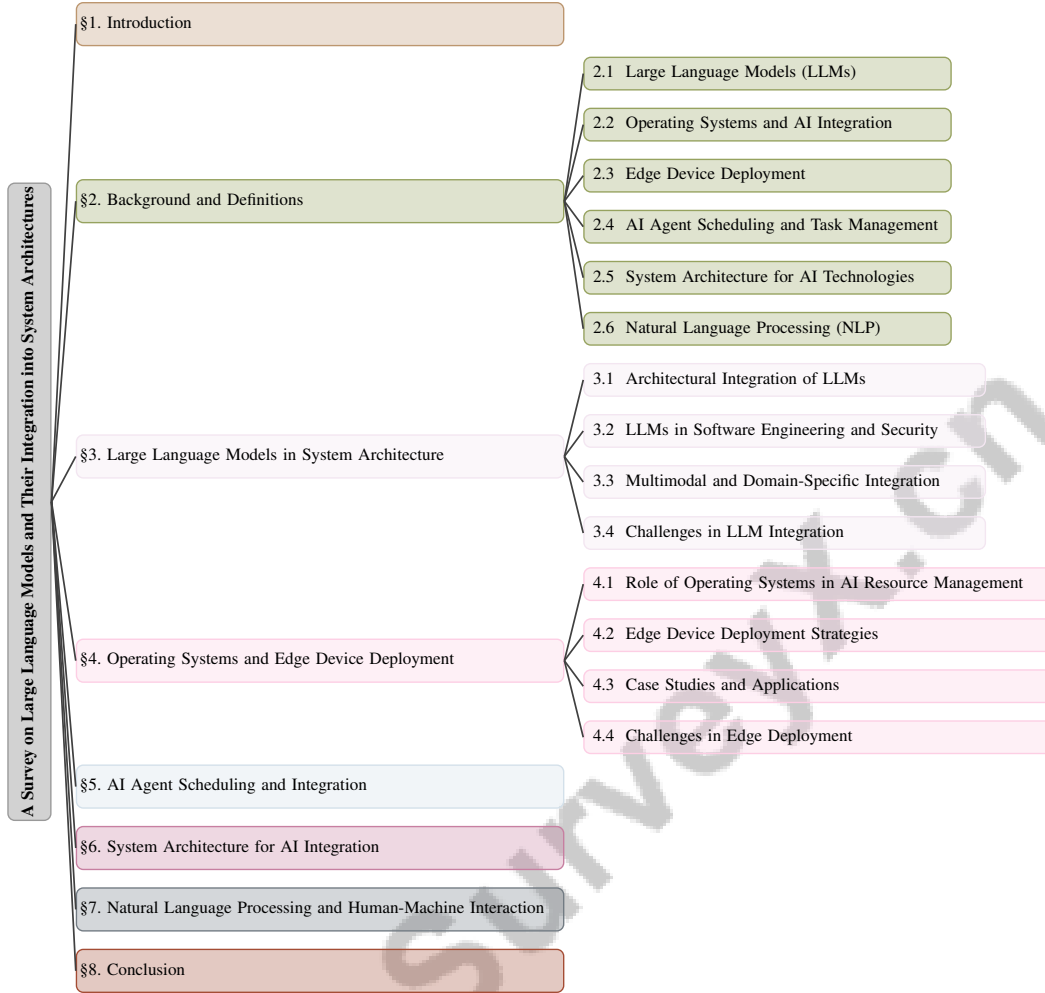 A Survey on Large Language Models and Their Integration into System Architectures
§1. Introduction
§2. Background and Definitions
2.1 Large Language Models (LLMs)
2.2 Operating Systems and AI Integration
2.3 Edge Device Deployment
2.4 AI Agent Scheduling and Task Management
2.5 System Architecture for AI Technologies
2.6 Natural Language Processing (NLP)
§3. Large Language Models in System Architecture
3.1 Architectural Integration of LLMs
3.2 LLMs in Software Engineering and Security
3.3 Multimodal and Domain-Specific Integration
3.4 Challenges in LLM Integration
§4. Operating Systems and Edge Device Deployment
4.1 Role of Operating Systems in AI Resource Management
4.2 Edge Device Deployment Strategies
4.3 Case Studies and Applications
4.4 Challenges in Edge Deployment
§5. AI Agent Scheduling and Integration
§6. System Architecture for AI Integration
§7. Natural Language Processing and Human-Machine Interaction
§8. Conclusion
Surveyx.cn